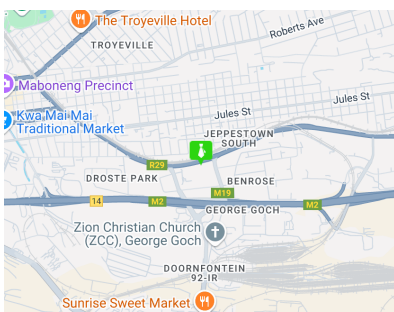 The Troyeville Hotel
Roberts Ave
TROYEVILLE
Maboneng Precinct
Jules St
Jules St
Kwa Mai Mai
Traditional Market
JEPPESTOWN
SOUTH
R29
DROSTE PARK
BENROSE
M19
14
M2
M2
GEORGE GOCH
Zion Christian Church
(ZCC), George Goch
DOORNFONTEIN
92-IR
Sunrise Sweet Market